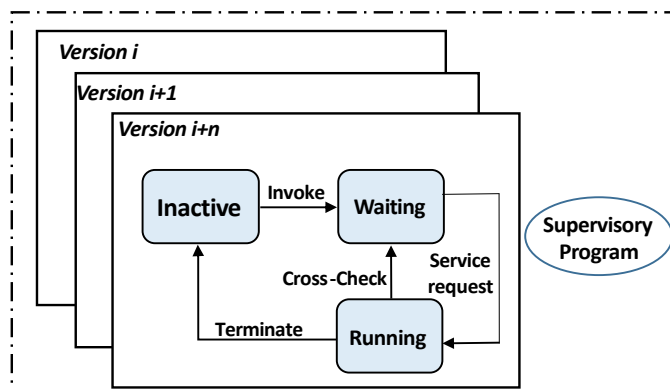 Version i
Version i+1
Version i+n
Inactive
Invoke
Waiting
Supervisory
Program
Cross-Check
Service
request
Terminate
Running